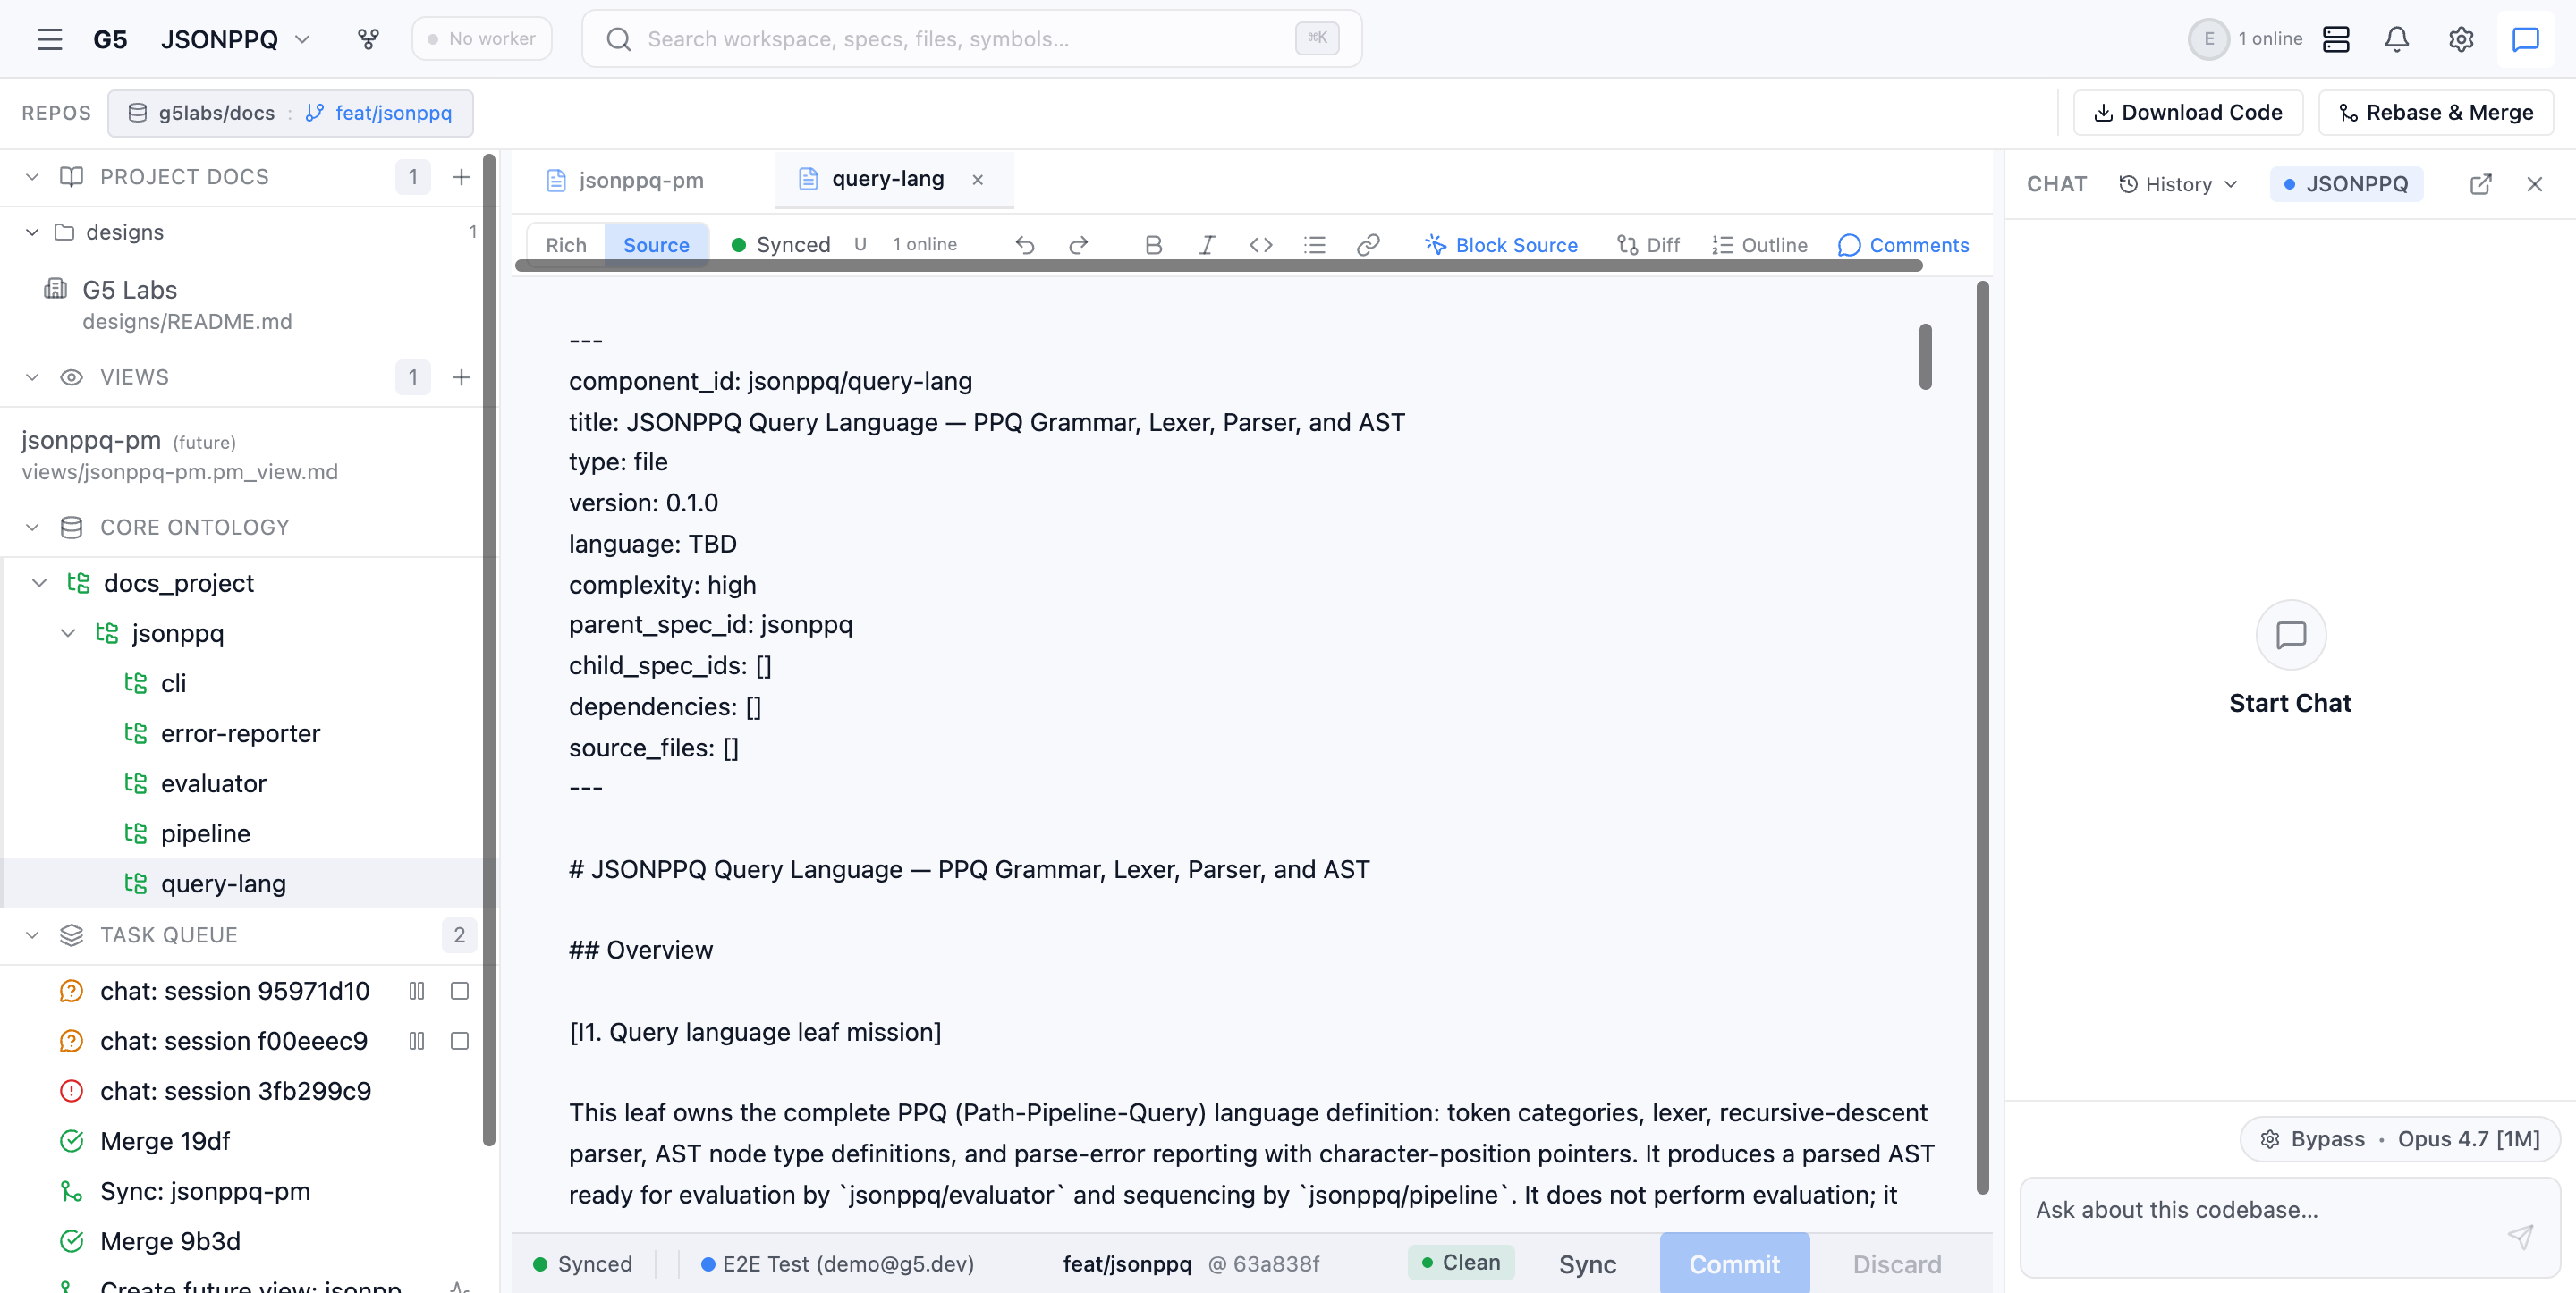 G5 JSONPPQ No worker Search workspace, specs, files, symbols... ⌘K E 1 online
REPOS g5labs/docs : feat/jsonppq Download Code Rebase & Merge
PROJECT DOCS 1
designs 1
G5 Labs
designs/README.md
VIEWS 1
jsonppq-pm (future)
views/jsonppq-pm.pm_view.md
CORE ONTOLOGY
docs_project
jsonppq
cli
error-reporter
evaluator
pipeline
query-lang
TASK QUEUE 2
chat: session 95971d10
chat: session f00eeec9
chat: session 3fb299c9
Merge 19df
Sync: jsonppq-pm
Merge 9b3d
Create future view: jsonpp
jsonppq-pm query-lang
Rich Source Synced U 1 online B I Block Source Diff Outline Comments
---
component_id: jsonppq/query-lang
title: JSONPPQ Query Language — PPQ Grammar, Lexer, Parser, and AST
type: file
version: 0.1.0
language: TBD
complexity: high
parent_spec_id: jsonppq
child_spec_ids: []
dependencies: []
source_files: []
---
# JSONPPQ Query Language — PPQ Grammar, Lexer, Parser, and AST
## Overview
[I1. Query language leaf mission]
This leaf owns the complete PPQ (Path-Pipeline-Query) language definition: token categories, lexer, recursive-descent
parser, AST node type definitions, and parse-error reporting with character-position pointers. It produces a parsed AST
ready for evaluation by `jsonppq/evaluator` and sequencing by `jsonppq/pipeline`. It does not perform evaluation; it
Synced E2E Test (demo@g5.dev) feat/jsonppq @ 63a838f Clean Sync Commit Discard
CHAT History JSONPPQ
Start Chat
Bypass • Opus 4.7 [1M]
Ask about this codebase...